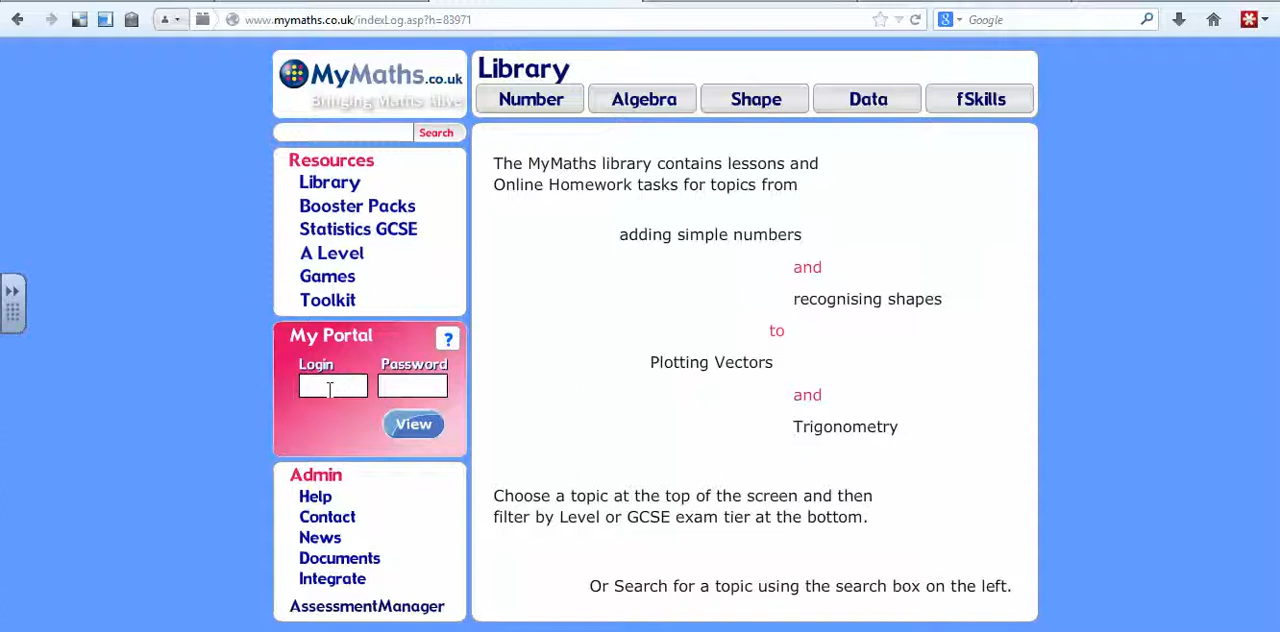 www.mymaths.co.uk/indexLog.asp?h=83971
Google
MyMaths.co.uk
Bringing Maths Alive
Search
Library
Number
Algebra
Shape
Data
fSkills
Resources
Library
Booster Packs
Statistics GCSE
A Level
Games
Toolkit
My Portal
?
Login
Password
View
Admin
Help
Contact
News
Documents
Integrate
AssessmentManager
The MyMaths library contains lessons and
Online Homework tasks for topics from
adding simple numbers
and
recognising shapes
to
Plotting Vectors
and
Trigonometry
Choose a topic at the top of the screen and then
filter by Level or GCSE exam tier at the bottom.
Or Search for a topic using the search box on the left.